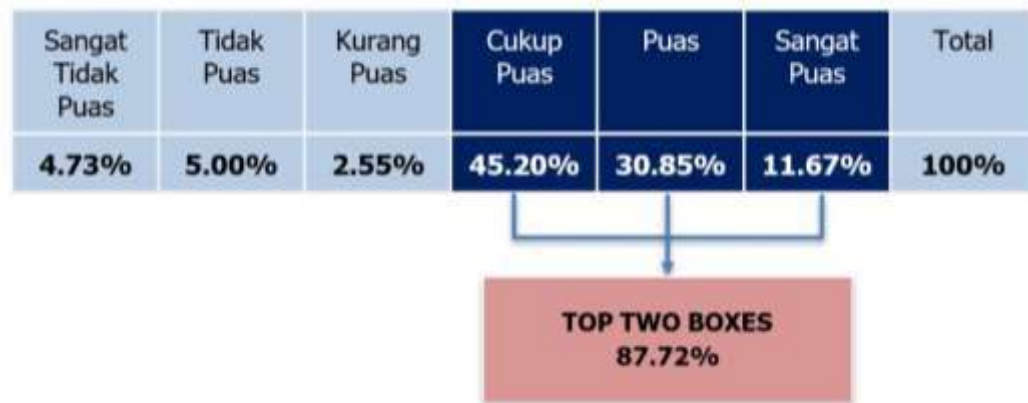 Sangat
Tidak
Puas
Tidak
Puas
Kurang
Puas
Cukup
Puas
Puas
Sangat
Puas
Total
4.73%
5.00%
2.55%
45.20%
30.85%
11.67%
100%
TOP TWO BOXES
87.72%